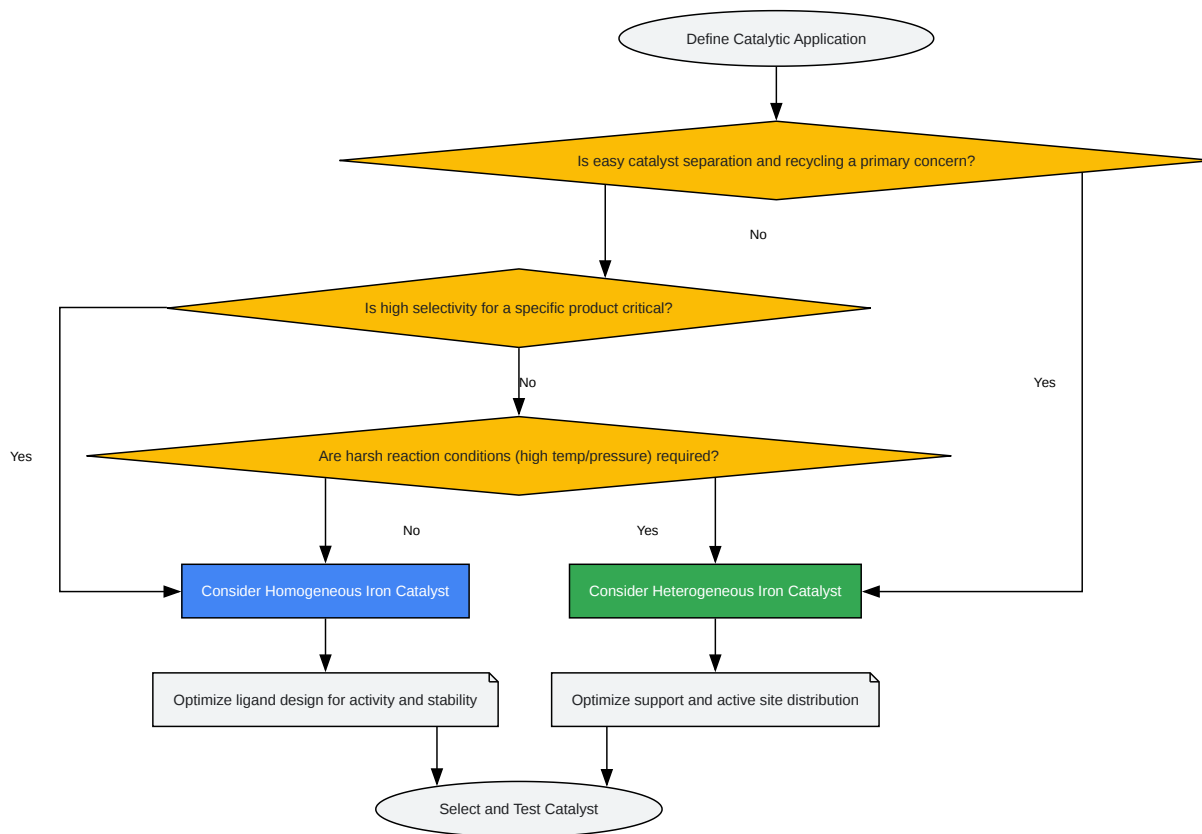 Define Catalytic Application
Is easy catalyst separation and recycling a primary concern?
No
Is high selectivity for a specific product critical?
No
Yes
Are harsh reaction conditions (high temp/pressure) required?
Yes
No
Yes
Consider Homogeneous Iron Catalyst
Consider Heterogeneous Iron Catalyst
Optimize ligand design for activity and stability
Optimize support and active site distribution
Select and Test Catalyst